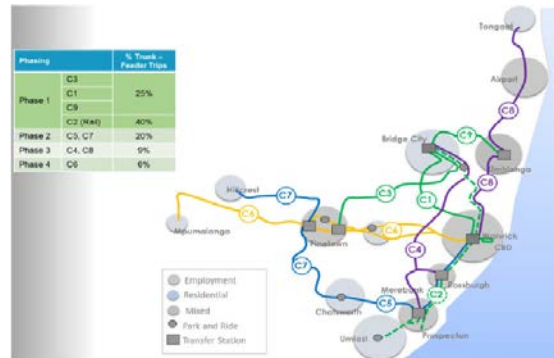 Phasing
% Trunk –
Feeder Trips
Phase 1
C3
C1
C9
25%
C2 (Rail)
40%
Phase 2
C5, C7
20%
Phase 3
C4, C8
9%
Phase 4
C6
6%
Tongaat
Airport
C8
Bridge City
C9
Umhlanga
C8
C3
C1
Hillcrest
C7
C6
Mpumalanga
Pinetown
C6
Warwick
CBD
C4
C7
Rossburgh
Merebank
C2
C5
Chatsworth
Prospecton
Umlazi
Employment
Residential
Mixed
Park and Ride
Transfer Station